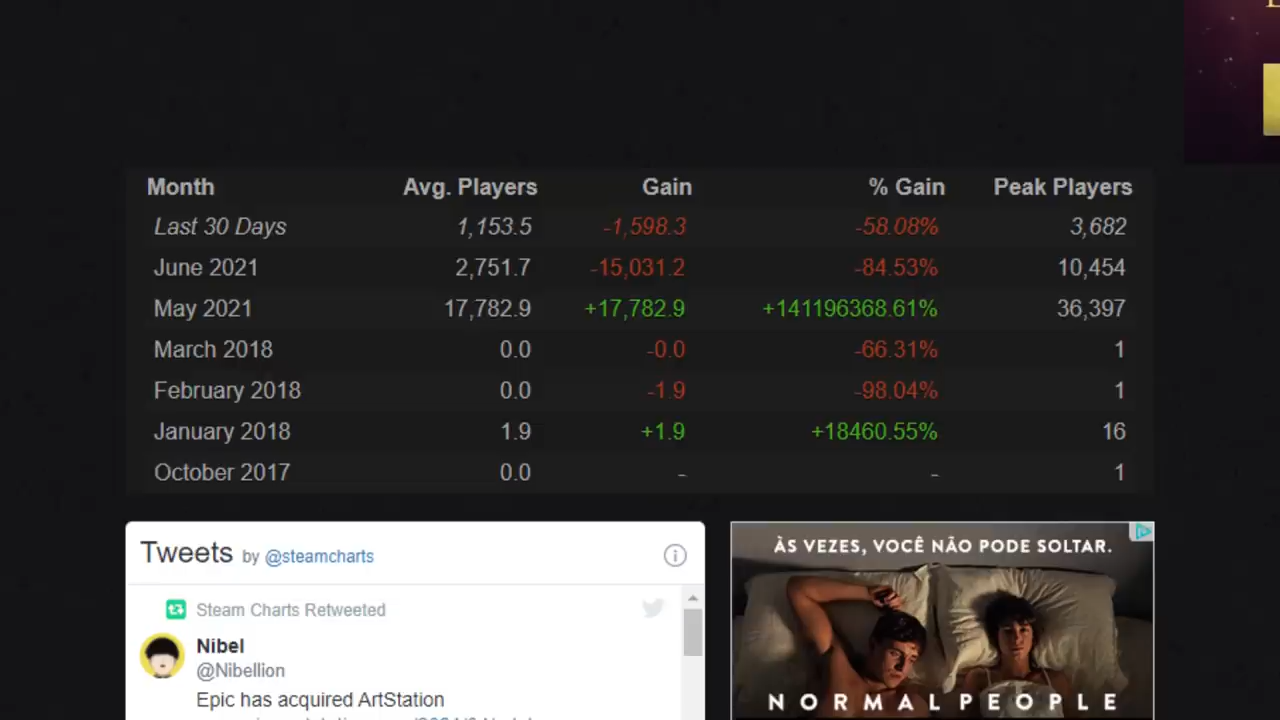 Month Avg. Players Gain % Gain Peak Players
Last 30 Days 1,153.5 -1,598.3 -58.08% 3,682
June 2021 2,751.7 -15,031.2 -84.53% 10,454
May 2021 17,782.9 +17,782.9 +141196368.61% 36,397
March 2018 0.0 -0.0 -66.31% 1
February 2018 0.0 -1.9 -98.04% 1
January 2018 1.9 +1.9 +18460.55% 16
October 2017 0.0 - - 1
Tweets by @steamcharts
Steam Charts Retweeted
Nibel
@Nibellion
Epic has acquired ArtStation
ÀS VEZES, VOCÊ NÃO PODE SOLTAR.
NORMAL PEOPLE